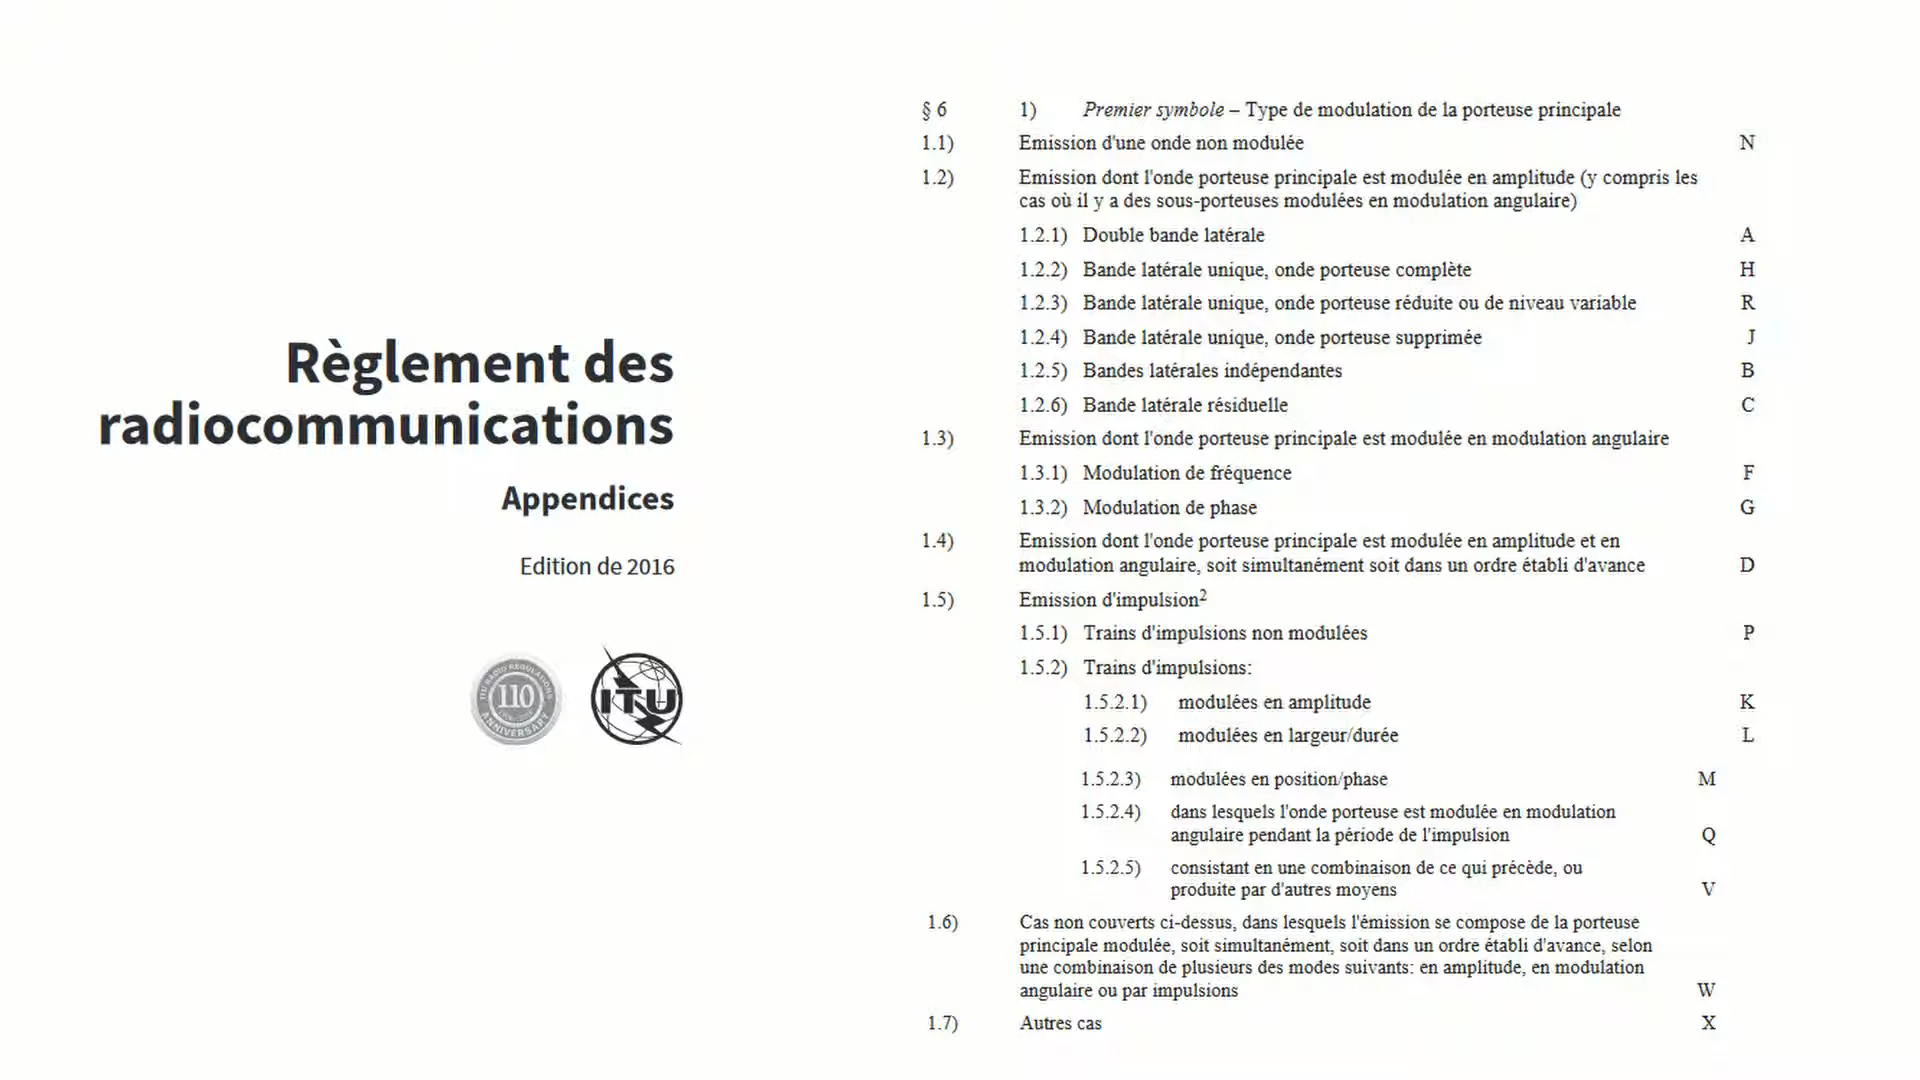 Règlement des
radiocommunications
Appendices
Edition de 2016
ITU RADIO REGULATIONS
110
ANNIVERSARY
ITU
§ 6 1) Premier symbole – Type de modulation de la porteuse principale
1.1) Emission d'une onde non modulée N
1.2) Emission dont l'onde porteuse principale est modulée en amplitude (y compris les
cas où il y a des sous-porteuses modulées en modulation angulaire)
1.2.1) Double bande latérale A
1.2.2) Bande latérale unique, onde porteuse complète H
1.2.3) Bande latérale unique, onde porteuse réduite ou de niveau variable R
1.2.4) Bande latérale unique, onde porteuse supprimée J
1.2.5) Bandes latérales indépendantes B
1.2.6) Bande latérale résiduelle C
1.3) Emission dont l'onde porteuse principale est modulée en modulation angulaire
1.3.1) Modulation de fréquence F
1.3.2) Modulation de phase G
1.4) Emission dont l'onde porteuse principale est modulée en amplitude et en
modulation angulaire, soit simultanément soit dans un ordre établi d'avance D
1.5) Emission d'impulsion2
1.5.1) Trains d'impulsions non modulées P
1.5.2) Trains d'impulsions:
1.5.2.1) modulées en amplitude K
1.5.2.2) modulées en largeur/durée L
1.5.2.3) modulées en position/phase M
1.5.2.4) dans lesquels l'onde porteuse est modulée en modulation
angulaire pendant la période de l'impulsion Q
1.5.2.5) consistant en une combinaison de ce qui précède, ou
produite par d'autres moyens V
1.6) Cas non couverts ci-dessus, dans lesquels l'émission se compose de la porteuse
principale modulée, soit simultanément, soit dans un ordre établi d'avance, selon
une combinaison de plusieurs des modes suivants: en amplitude, en modulation
angulaire ou par impulsions W
1.7) Autres cas X